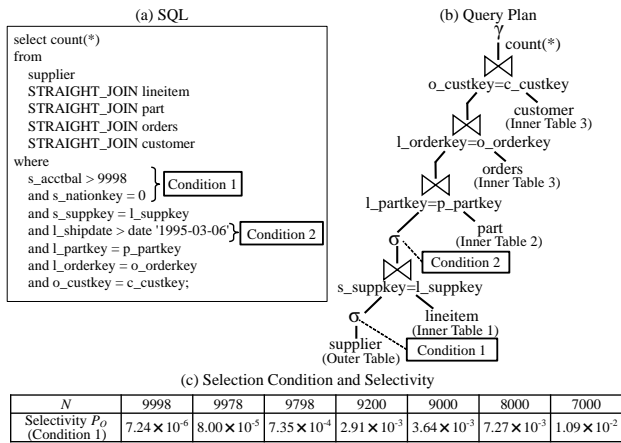 (a) SQL
select count(*)
from
supplier
STRAIGHT_JOIN lineitem
STRAIGHT_JOIN part
STRAIGHT_JOIN orders
STRAIGHT_JOIN customer
where
s_acctbal > 9998
and s_nationkey = 0
Condition 1
and s_suppkey = l_suppkey
and l_shipdate > date '1995-03-06'
Condition 2
and l_partkey = p_partkey
and l_orderkey = o_orderkey
and o_custkey = c_custkey;
(b) Query Plan
γ
count(*)
o_custkey=c_custkey
customer
(Inner Table 3)
l_orderkey=o_orderkey
orders
(Inner Table 3)
l_partkey=p_partkey
part
(Inner Table 2)
σ
Condition 2
s_suppkey=l_suppkey
lineitem
(Inner Table 1)
σ
Condition 1
supplier
(Outer Table)
(c) Selection Condition and Selectivity
N 9998 9978 9798 9200 9000 8000 7000
Selectivity P_O (Condition 1) 7.24×10⁻⁶ 8.00×10⁻⁵ 7.35×10⁻⁴ 2.91×10⁻³ 3.64×10⁻³ 7.27×10⁻³ 1.09×10⁻²